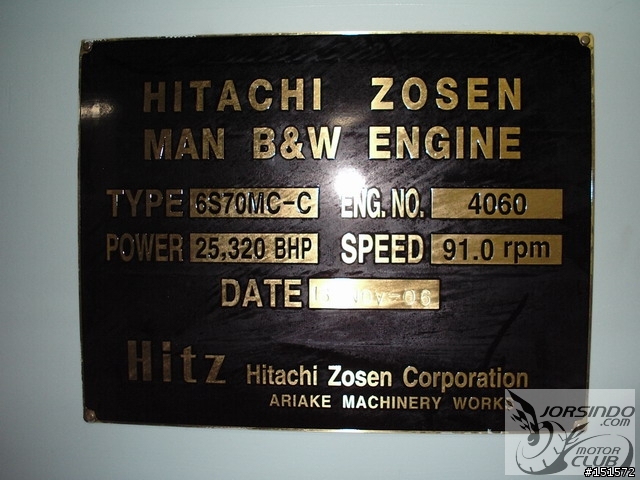 HITACHI ZOSEN
MAN B&W ENGINE
TYPE 6S70MC-C ENG.NO. 4060
POWER 25,320 BHP SPEED 91.0 rpm
DATE
Hitz Hitachi Zosen Corporation
ARIAKE MACHINERY WORKS
JORSINDO
.com
MOTOR
CLUB
#151572